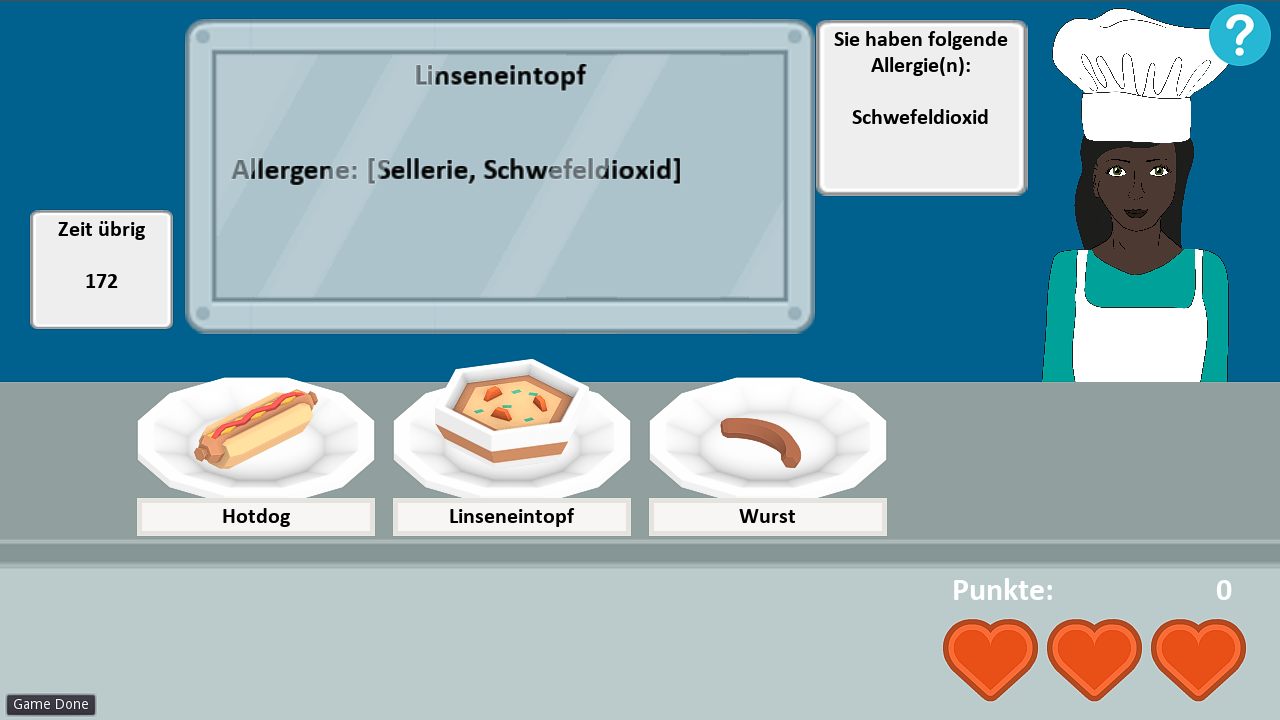 Linseneintopf
Allergene: [Sellerie, Schwefeldioxid]
Sie haben folgende
Allergie(n):
Schwefeldioxid
?
Zeit übrig
172
Hotdog
Linseneintopf
Wurst
Punkte: 0
Game Done